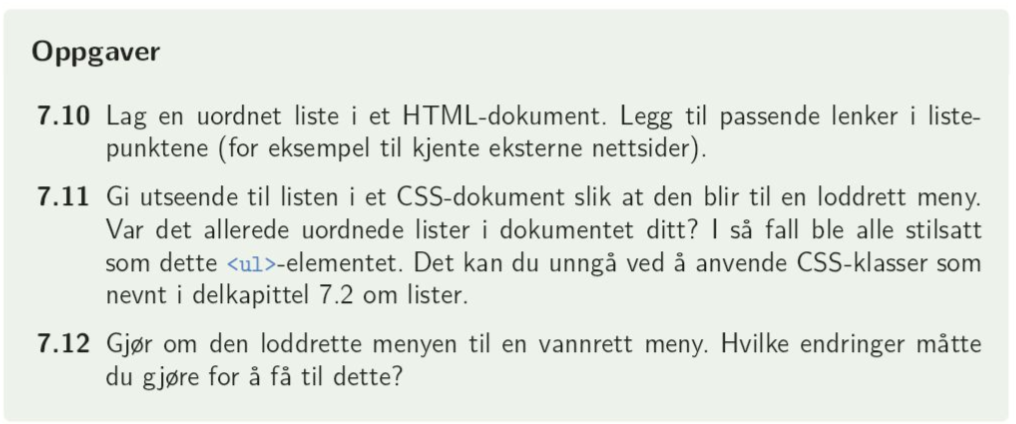 Oppgaver
7.10 Lag en uordnet liste i et HTML-dokument. Legg til passende lenker i liste-
punktene (for eksempel til kjente eksterne nettsider).
7.11 Gi utseende til listen i et CSS-dokument slik at den blir til en loddrett meny.
Var det allerede uordnede lister i dokumentet ditt? I så fall ble alle stilsatt
som dette <ul>-elementet. Det kan du unngå ved å anvende CSS-klasser som
nevnt i delkapittel 7.2 om lister.
7.12 Gjør om den loddrette menyen til en vannrett meny. Hvilke endringer måtte
du gjøre for å få til dette?